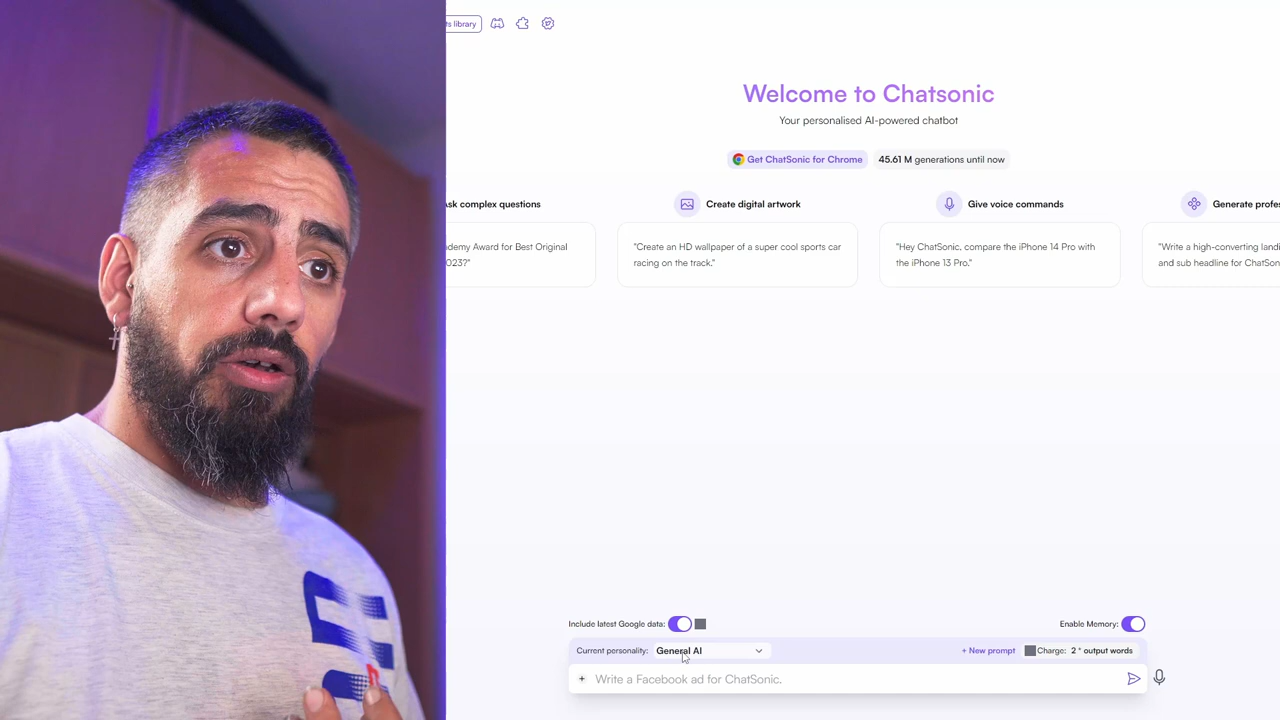 ts library
Welcome to Chatsonic
Your personalised AI-powered chatbot
Get ChatSonic for Chrome
45.61 M generations until now
Ask complex questions
Create digital artwork
Give voice commands
Generate profes
demy Award for Best Original
023?"
"Create an HD wallpaper of a super cool sports car
racing on the track."
"Hey ChatSonic, compare the iPhone 14 Pro with
the iPhone 13 Pro."
"Write a high-converting landi
and sub headline for ChatSon
Include latest Google data:
Enable Memory:
Current personality: General AI
+ New prompt
Charge: 2 * output words
+ Write a Facebook ad for ChatSonic.